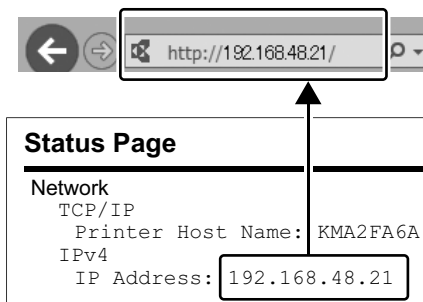 http://192.168.48.21/
Status Page
Network
TCP/IP
Printer Host Name: KMA2FA6A
IPv4
IP Address: 192.168.48.21